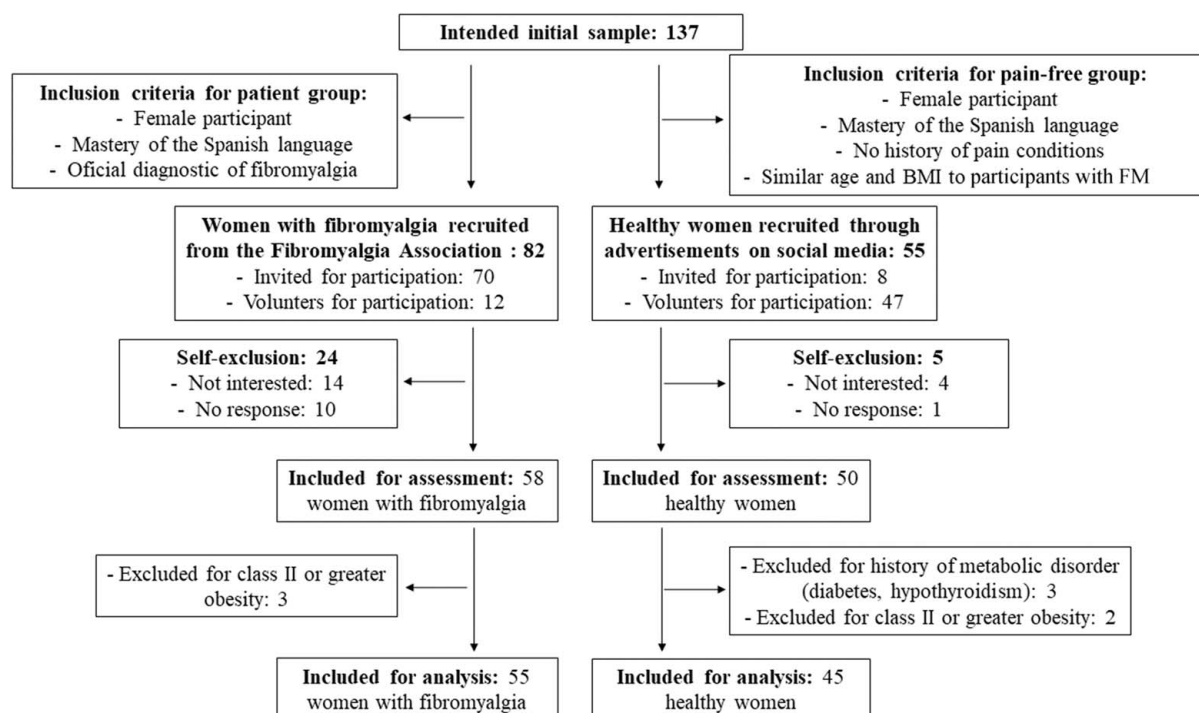 Intended initial sample: 137
Inclusion criteria for patient group:
- Female participant
- Mastery of the Spanish language
- Oficial diagnostic of fibromyalgia
Inclusion criteria for pain-free group:
- Female participant
- Mastery of the Spanish language
- No history of pain conditions
- Similar age and BMI to participants with FM
Women with fibromyalgia recruited
from the Fibromyalgia Association : 82
- Invited for participation: 70
- Volunters for participation: 12
Healthy women recruited through
advertisements on social media: 55
- Invited for participation: 8
- Volunters for participation: 47
Self-exclusion: 24
- Not interested: 14
- No response: 10
Self-exclusion: 5
- Not interested: 4
- No response: 1
Included for assessment: 58
women with fibromyalgia
Included for assessment: 50
healthy women
- Excluded for class II or greater
obesity: 3
- Excluded for history of metabolic disorder
(diabetes, hypothyroidism): 3
- Excluded for class II or greater obesity: 2
Included for analysis: 55
women with fibromyalgia
Included for analysis: 45
healthy women